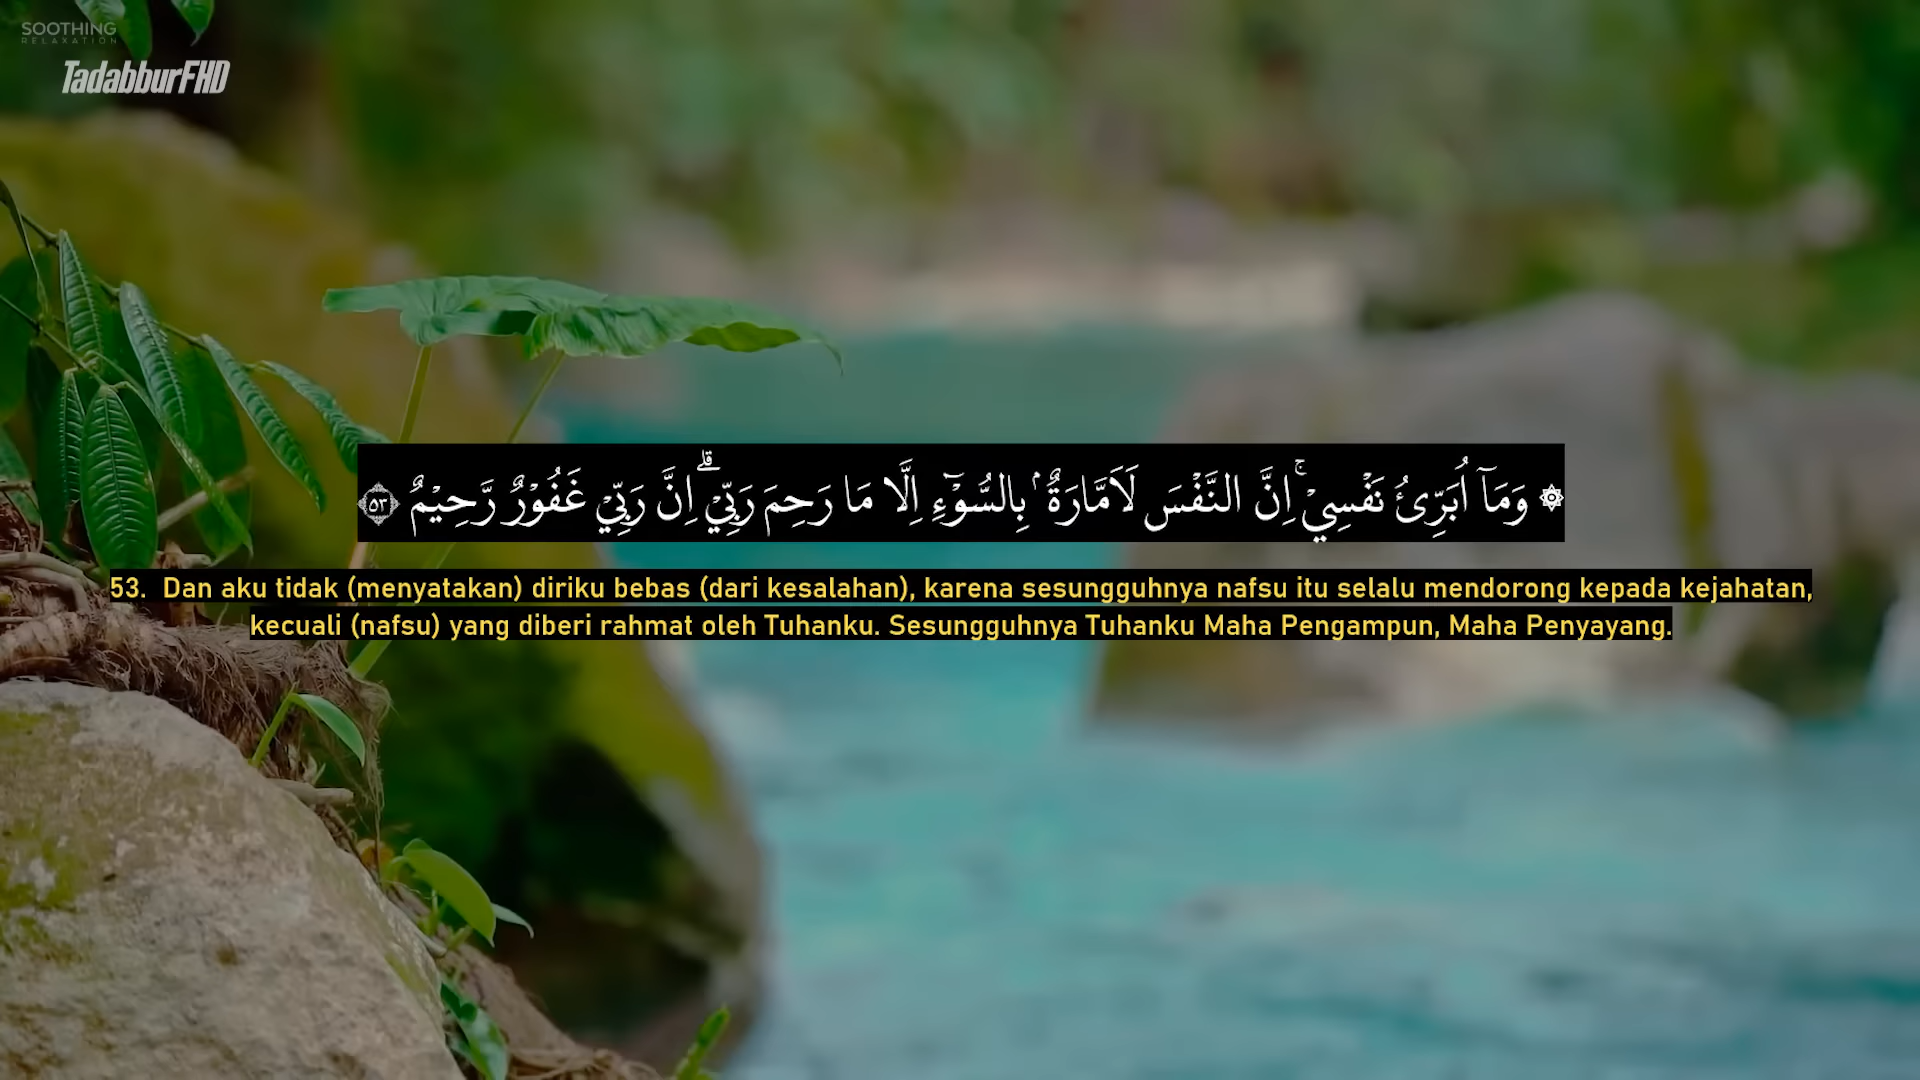 SOOTHING
RELAXATION
TadabburFHD
۞ وَمَآ اُبَرِّئُ نَفْسِيْۚ اِنَّ النَّفْسَ لَاَمَّارَةٌ ۢ بِالسُّوْۤءِ اِلَّا مَا رَحِمَ رَبِّيْۗ اِنَّ رَبِّيْ غَفُوْرٌ رَّحِيْمٌ ٥٣
53. Dan aku tidak (menyatakan) diriku bebas (dari kesalahan), karena sesungguhnya nafsu itu selalu mendorong kepada kejahatan,
kecuali (nafsu) yang diberi rahmat oleh Tuhanku. Sesungguhnya Tuhanku Maha Pengampun, Maha Penyayang.